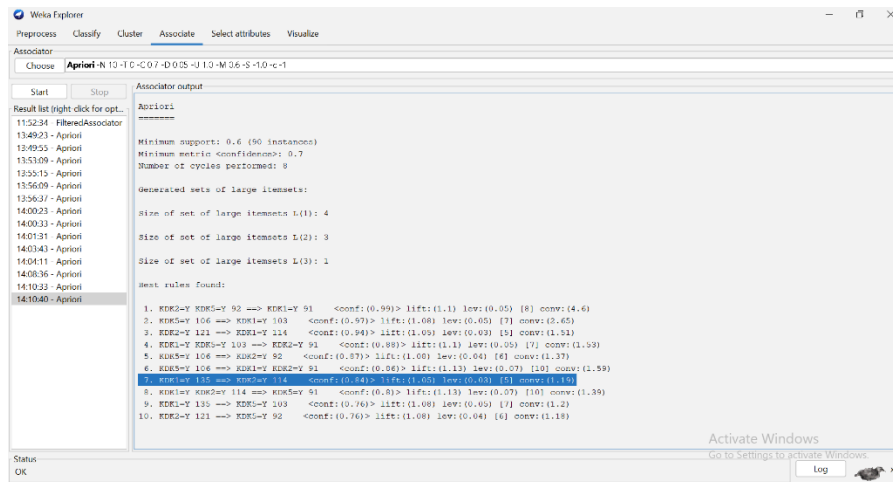 Weka Explorer
Preprocess Classify Cluster Associate Select attributes Visualize
Associator
Choose Apriori -N 10 -T 0 -C 0.7 -D 0.05 -U 1.0 -M 0.6 -S -1.0 -c -1
Start Stop
Result list (right-click for opt...
11:52:34 - FilteredAssociator
13:49:23 - Apriori
13:49:55 - Apriori
13:53:09 - Apriori
13:55:15 - Apriori
13:56:09 - Apriori
13:56:37 - Apriori
14:00:23 - Apriori
14:00:33 - Apriori
14:01:31 - Apriori
14:03:43 - Apriori
14:04:11 - Apriori
14:08:36 - Apriori
14:10:33 - Apriori
14:10:40 - Apriori
Associator output
Apriori
=======
Minimum support: 0.6 (90 instances)
Minimum metric <confidence>: 0.7
Number of cycles performed: 8
Generated sets of large itemsets:
Size of set of large itemsets L(1): 4
Size of set of large itemsets L(2): 3
Size of set of large itemsets L(3): 1
Best rules found:
1. KDK2=Y KDK5=Y 92 ==> KDK1=Y 91 <conf:(0.99)> lift:(1.1) lev:(0.05) [8] conv:(4.6)
2. KDK5=Y 106 ==> KDK1=Y 103 <conf:(0.97)> lift:(1.08) lev:(0.05) [7] conv:(2.65)
3. KDK2=Y 121 ==> KDK1=Y 114 <conf:(0.94)> lift:(1.05) lev:(0.03) [5] conv:(1.51)
4. KDK1=Y KDK5=Y 103 ==> KDK2=Y 91 <conf:(0.88)> lift:(1.1) lev:(0.05) [7] conv:(1.53)
5. KDK5=Y 106 ==> KDK2=Y 92 <conf:(0.87)> lift:(1.08) lev:(0.04) [6] conv:(1.37)
6. KDK5=Y 106 ==> KDK1=Y KDK2=Y 91 <conf:(0.86)> lift:(1.13) lev:(0.07) [10] conv:(1.59)
7. KDK1=Y 135 ==> KDK2=Y 114 <conf:(0.84)> lift:(1.05) lev:(0.03) [5] conv:(1.19)
8. KDK1=Y KDK2=Y 114 ==> KDK5=Y 91 <conf:(0.8)> lift:(1.13) lev:(0.07) [10] conv:(1.39)
9. KDK1=Y 135 ==> KDK5=Y 103 <conf:(0.76)> lift:(1.08) lev:(0.05) [7] conv:(1.2)
10. KDK2=Y 121 ==> KDK5=Y 92 <conf:(0.76)> lift:(1.08) lev:(0.04) [6] conv:(1.18)
Activate Windows
Go to Settings to activate Windows.
Status
OK
Log